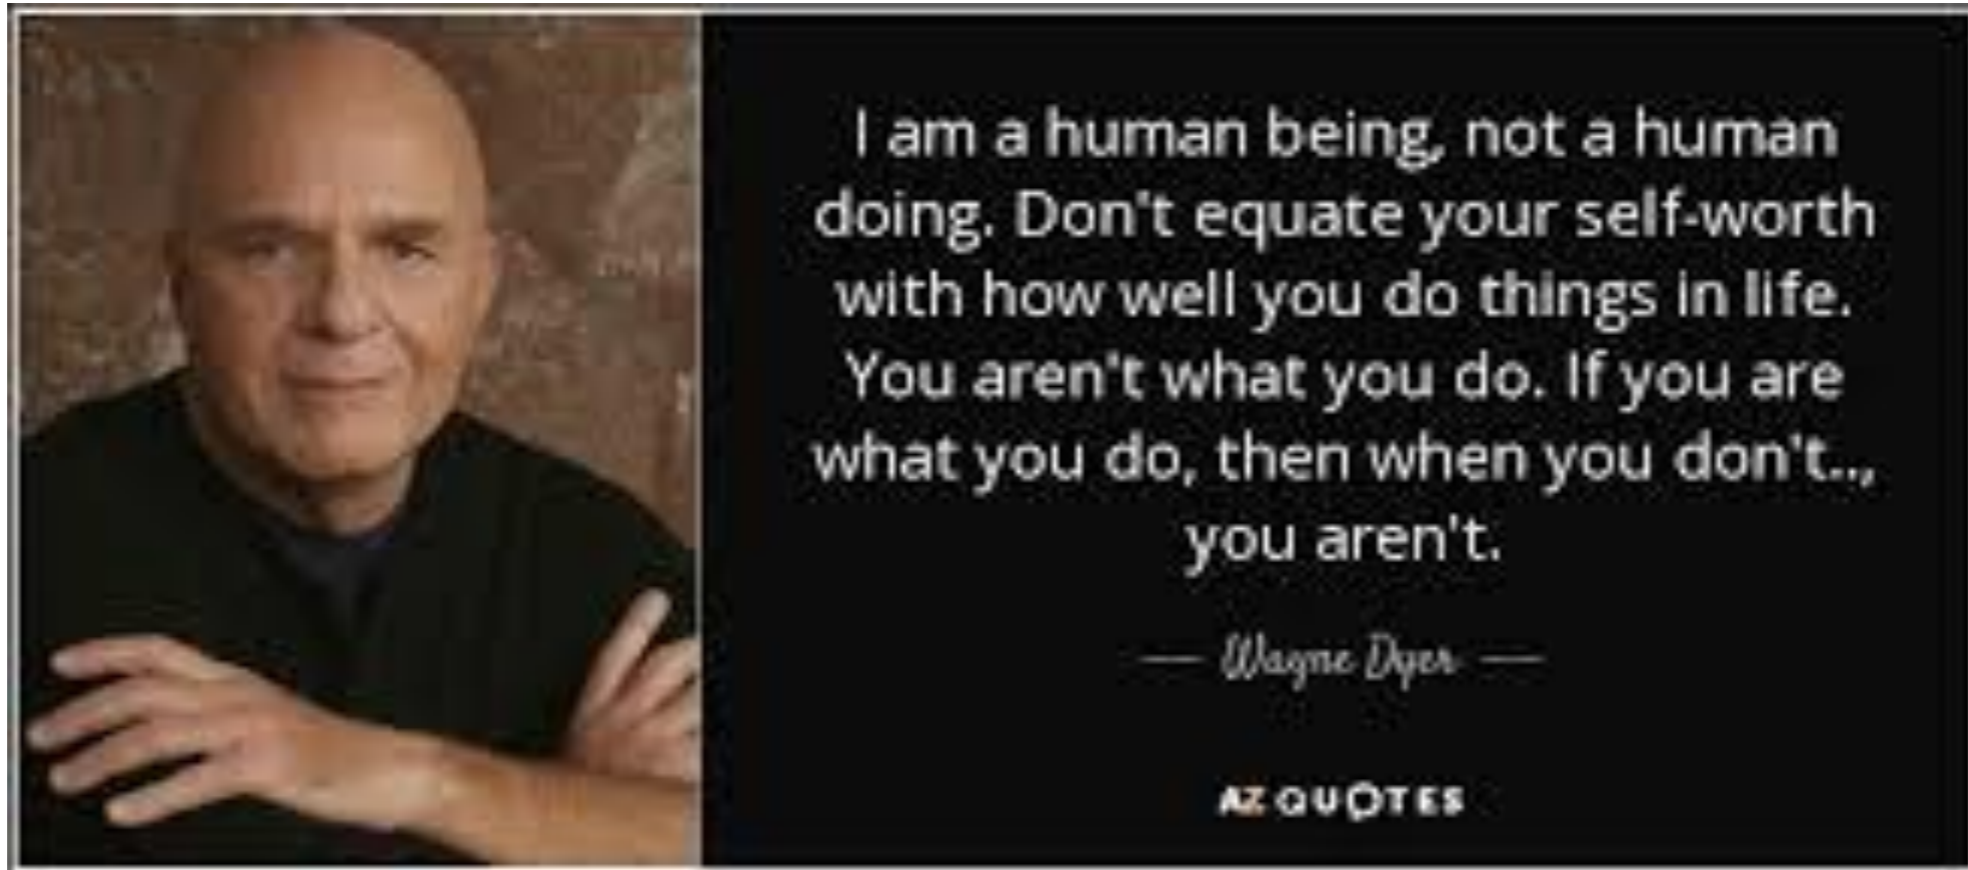 I am a human being, not a human
doing. Don't equate your self-worth
with how well you do things in life.
You aren't what you do. If you are
what you do, then when you don't..,
you aren't.
— Wayne Dyer —
AZ QUOTES